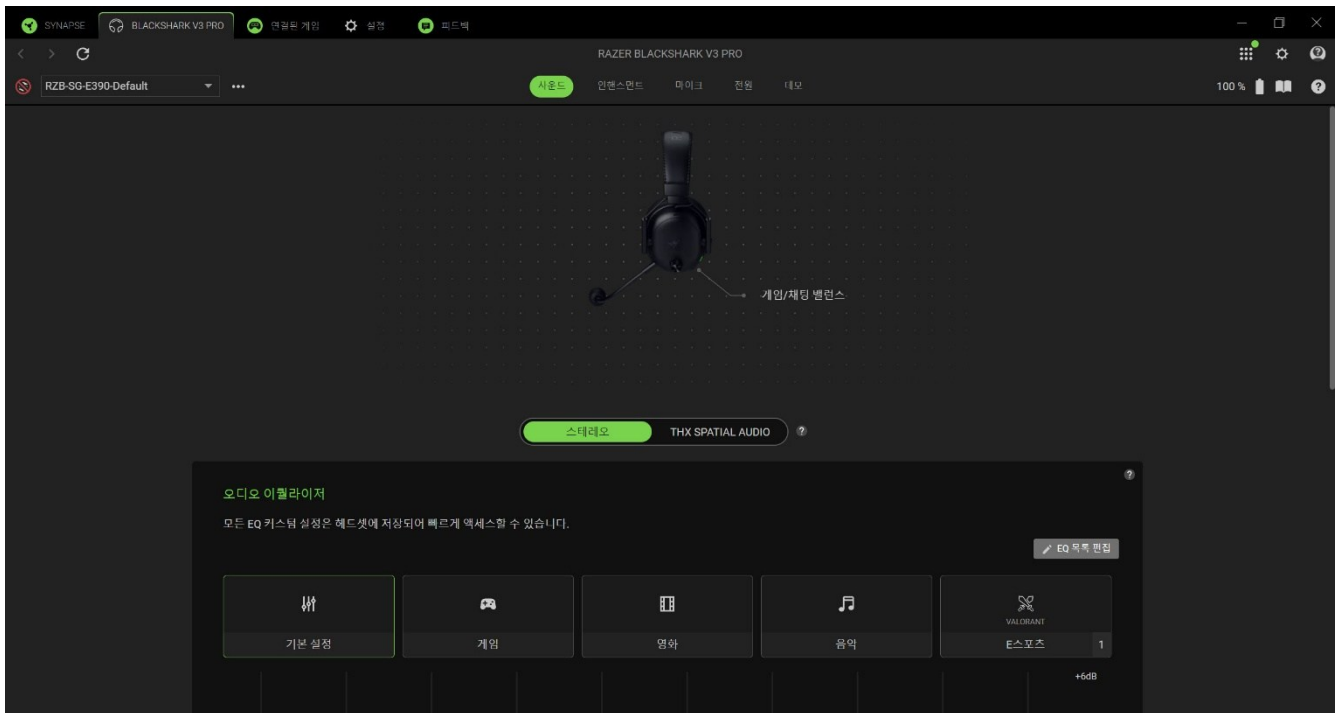 SYNAPSE BLACKSHARK V3 PRO 연결된 게임 설정 피드백
RAZER BLACKSHARK V3 PRO
RZB-SG-E390-Default 사운드 인핸스먼트 마이크 전원 데모 100 %
게임/채팅 밸런스
스테레오 THX SPATIAL AUDIO ?
?
오디오 이퀄라이저
모든 EQ 커스텀 설정은 헤드셋에 저장되어 빠르게 액세스할 수 있습니다.
EQ 목록 편집
VALORANT
기본 설정 게임 영화 음악 E스포츠 1
+6dB